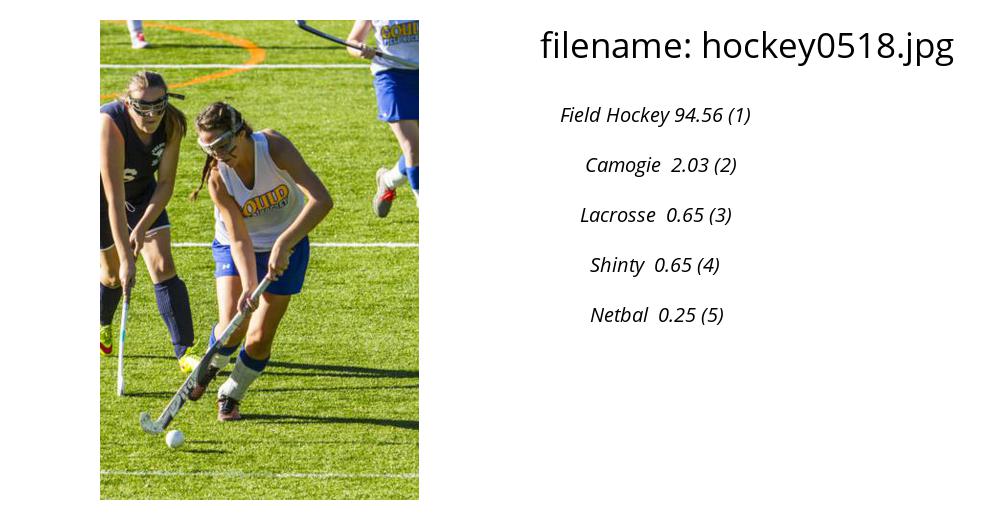 filename: hockey0518.jpg
Field Hockey 94.56 (1)
Camogie 2.03 (2)
Lacrosse 0.65 (3)
Shinty 0.65 (4)
Netbal 0.25 (5)
GOULD